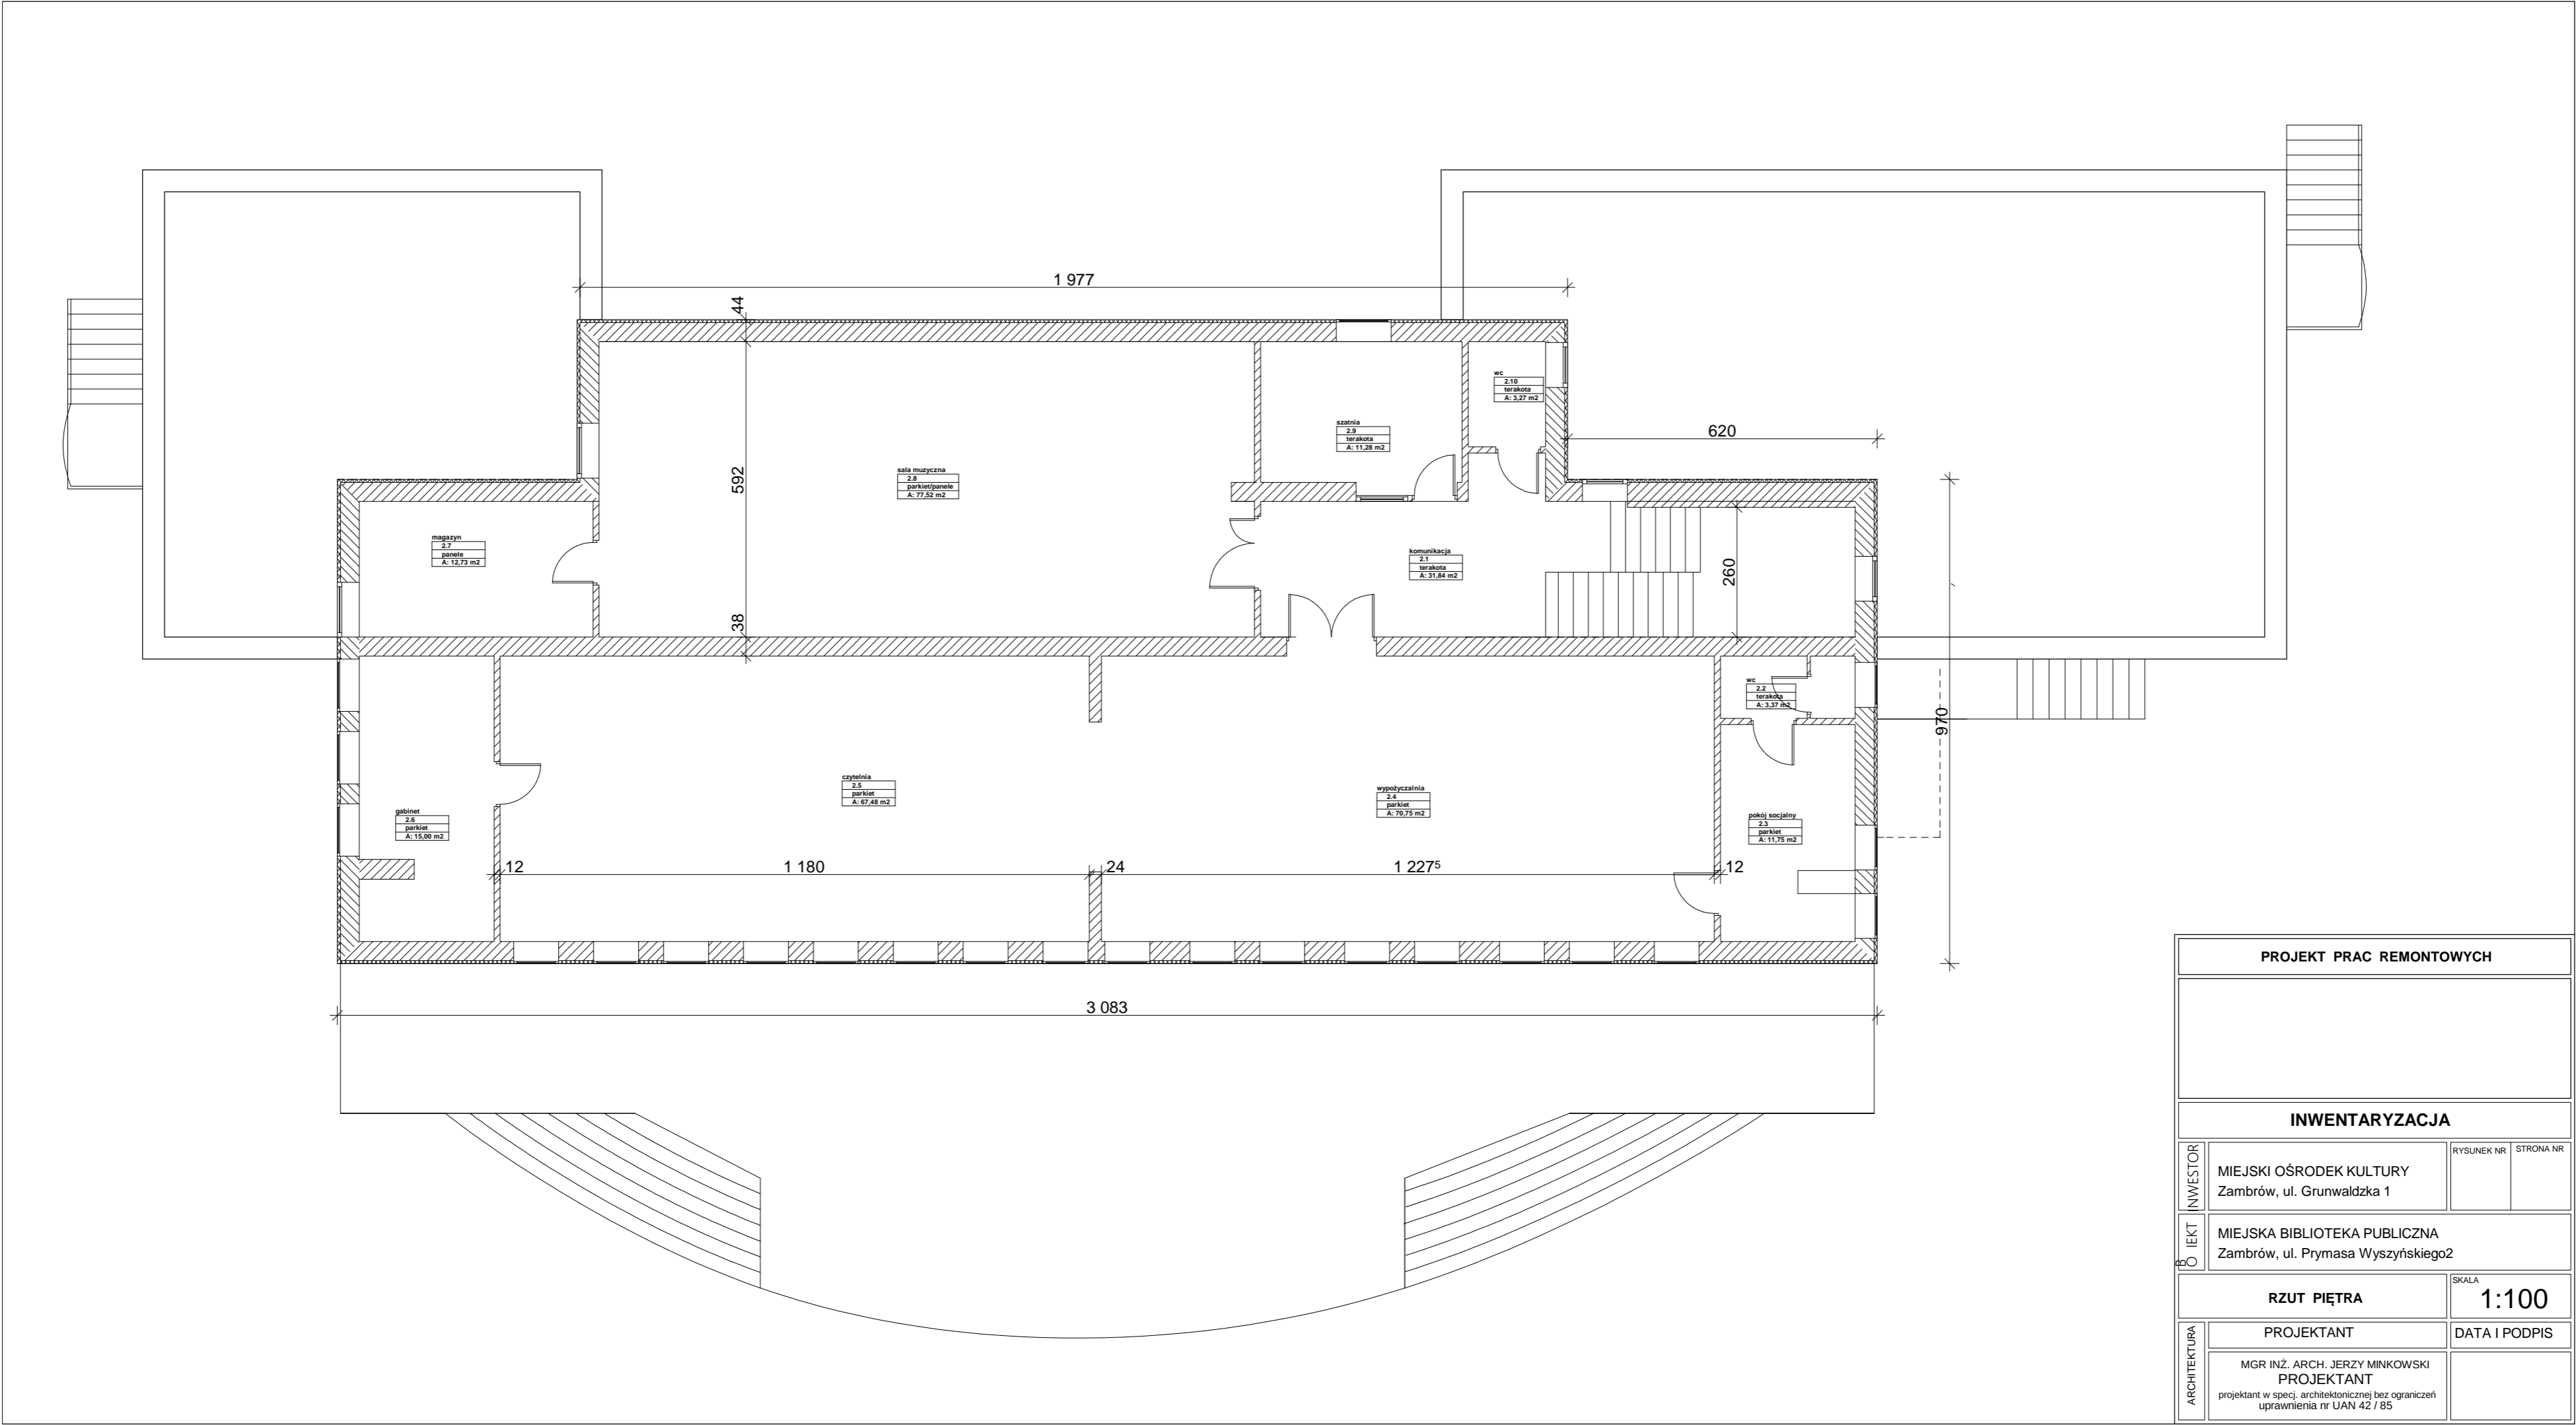 1 977
44
592
38
620
260
970
wc
2.10
terakota
A: 3,27 m2
szatnia
2.9
terakota
A: 11,28 m2
sala muzyczna
2.8
parkiet/panele
A: 77,52 m2
magazyn
2.7
panele
A: 12,73 m2
komunikacja
2.1
terakota
A: 31,84 m2
wc
2.2
terakota
A: 3,37 m2
czytelnia
2.5
parkiet
A: 67,48 m2
wypożyczalnia
2.4
parkiet
A: 70,75 m2
gabinet
2.6
parkiet
A: 15,00 m2
pokój socjalny
2.3
parkiet
A: 11,75 m2
12
1 180
24
1 227⁵
12
3 083
PROJEKT PRAC REMONTOWYCH
INWENTARYZACJA
INWESTOR
MIEJSKI OŚRODEK KULTURY
Zambrów, ul. Grunwaldzka 1
RYSUNEK NR
STRONA NR
O B IEKT
MIEJSKA BIBLIOTEKA PUBLICZNA
Zambrów, ul. Prymasa Wyszyńskiego2
RZUT PIĘTRA
SKALA
1:100
ARCHITEKTURA
PROJEKTANT
DATA I PODPIS
MGR INŻ. ARCH. JERZY MINKOWSKI
PROJEKTANT
projektant w specj. architektonicznej bez ograniczeń
uprawnienia nr UAN 42 / 85